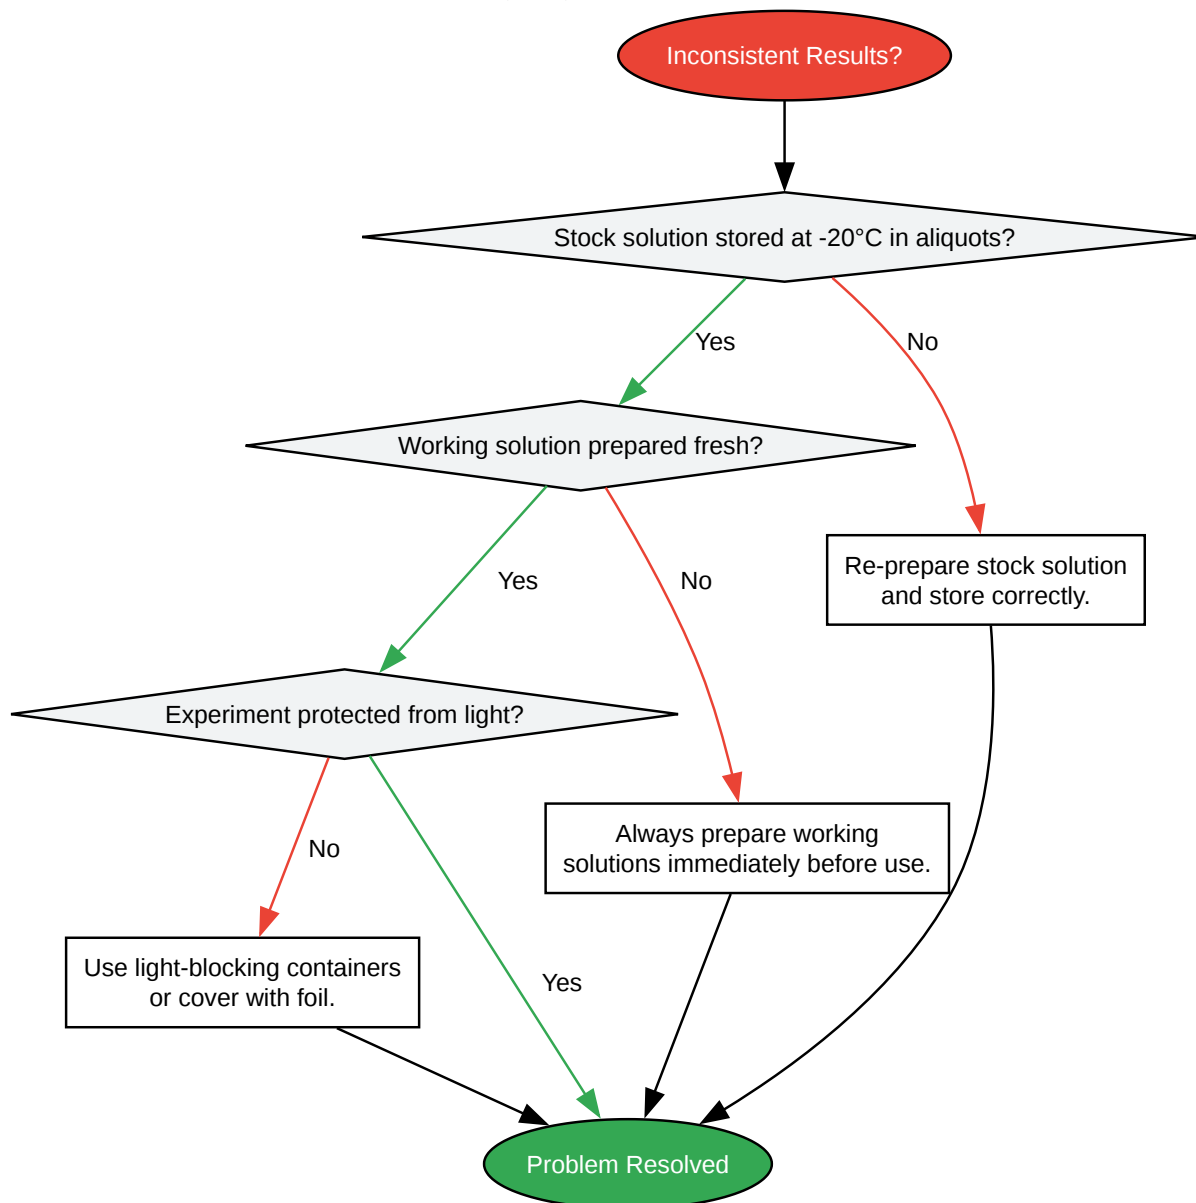 Inconsistent Results?
Stock solution stored at -20°C in aliquots?
Yes
No
Working solution prepared fresh?
Yes
No
Re-prepare stock solution
and store correctly.
Experiment protected from light?
No
Yes
Always prepare working
solutions immediately before use.
Use light-blocking containers
or cover with foil.
Problem Resolved